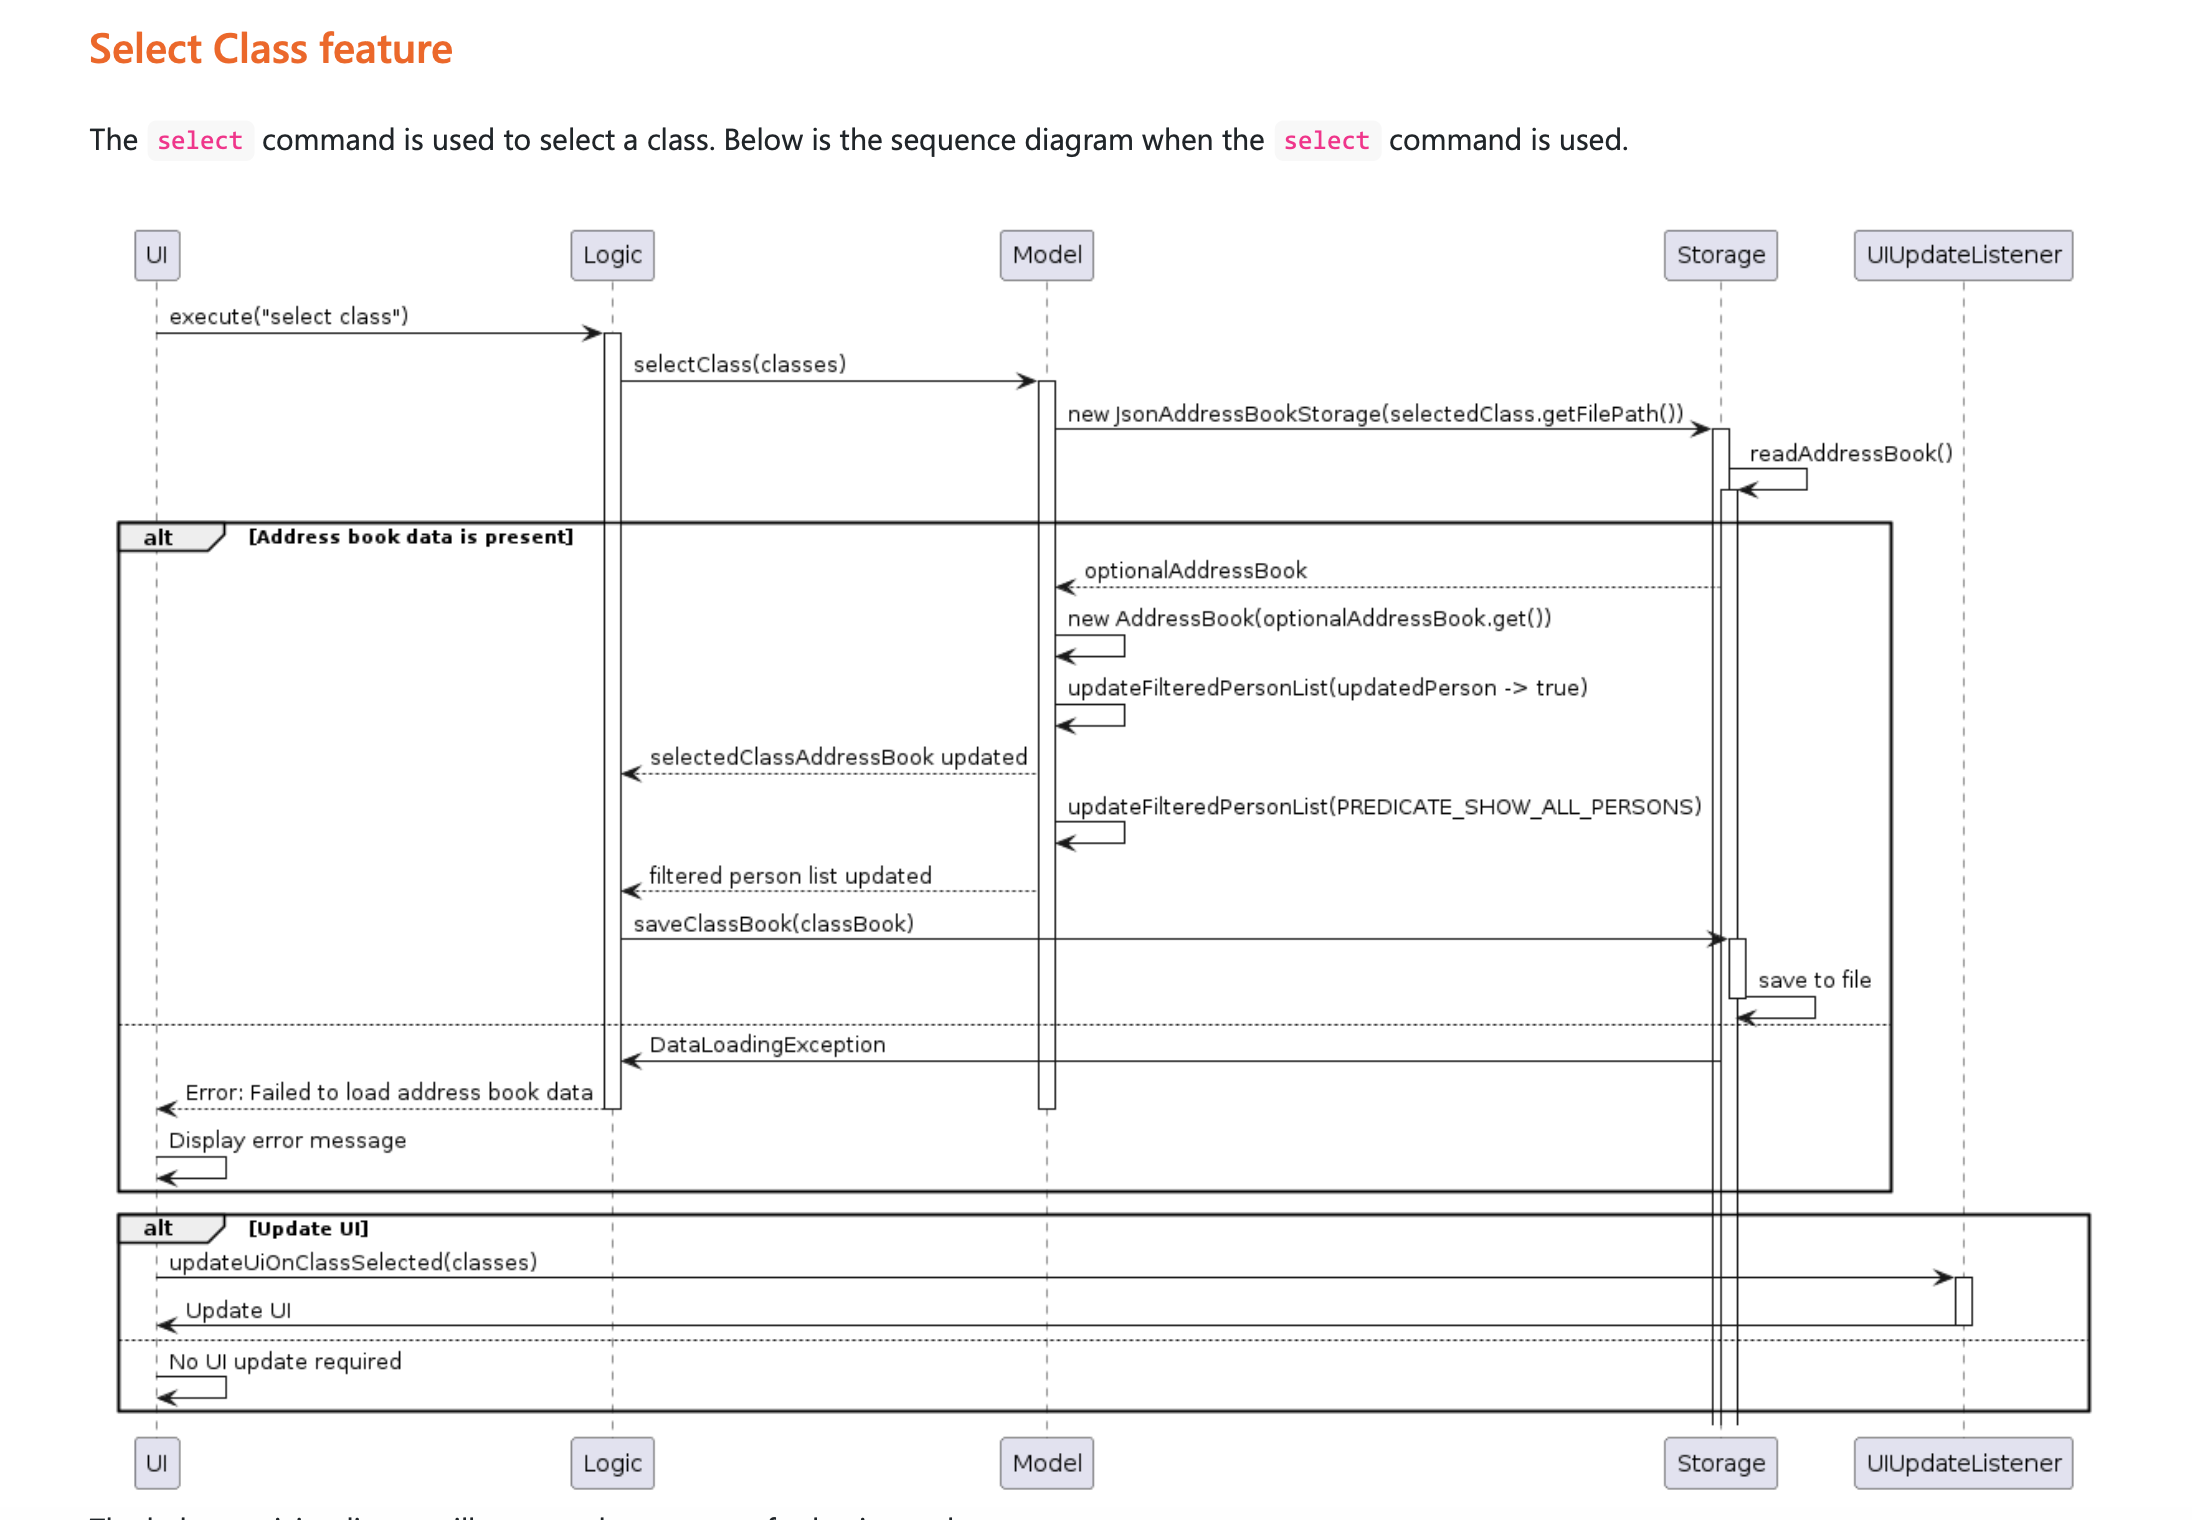 Select Class feature
The select command is used to select a class. Below is the sequence diagram when the select command is used.
UI Logic Model Storage UIUpdateListener
execute("select class")
selectClass(classes)
new JsonAddressBookStorage(selectedClass.getFilePath())
readAddressBook()
alt [Address book data is present]
optionalAddressBook
new AddressBook(optionalAddressBook.get())
updateFilteredPersonList(updatedPerson -> true)
selectedClassAddressBook updated
updateFilteredPersonList(PREDICATE_SHOW_ALL_PERSONS)
filtered person list updated
saveClassBook(classBook)
save to file
DataLoadingException
Error: Failed to load address book data
Display error message
alt [Update UI]
updateUiOnClassSelected(classes)
Update UI
No UI update required
UI Logic Model Storage UIUpdateListener